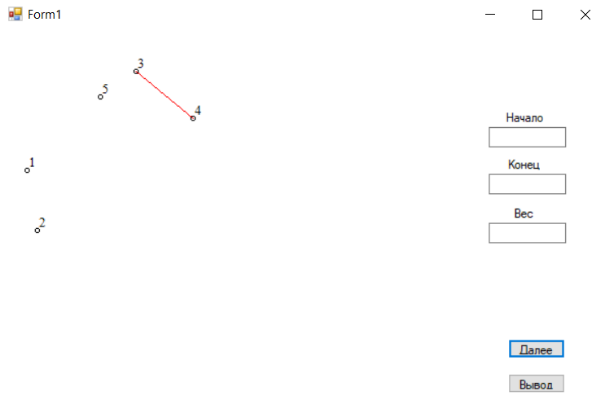 Form1
3
5
4
Начало
1
Конец
Вес
2
Далее
Вывод